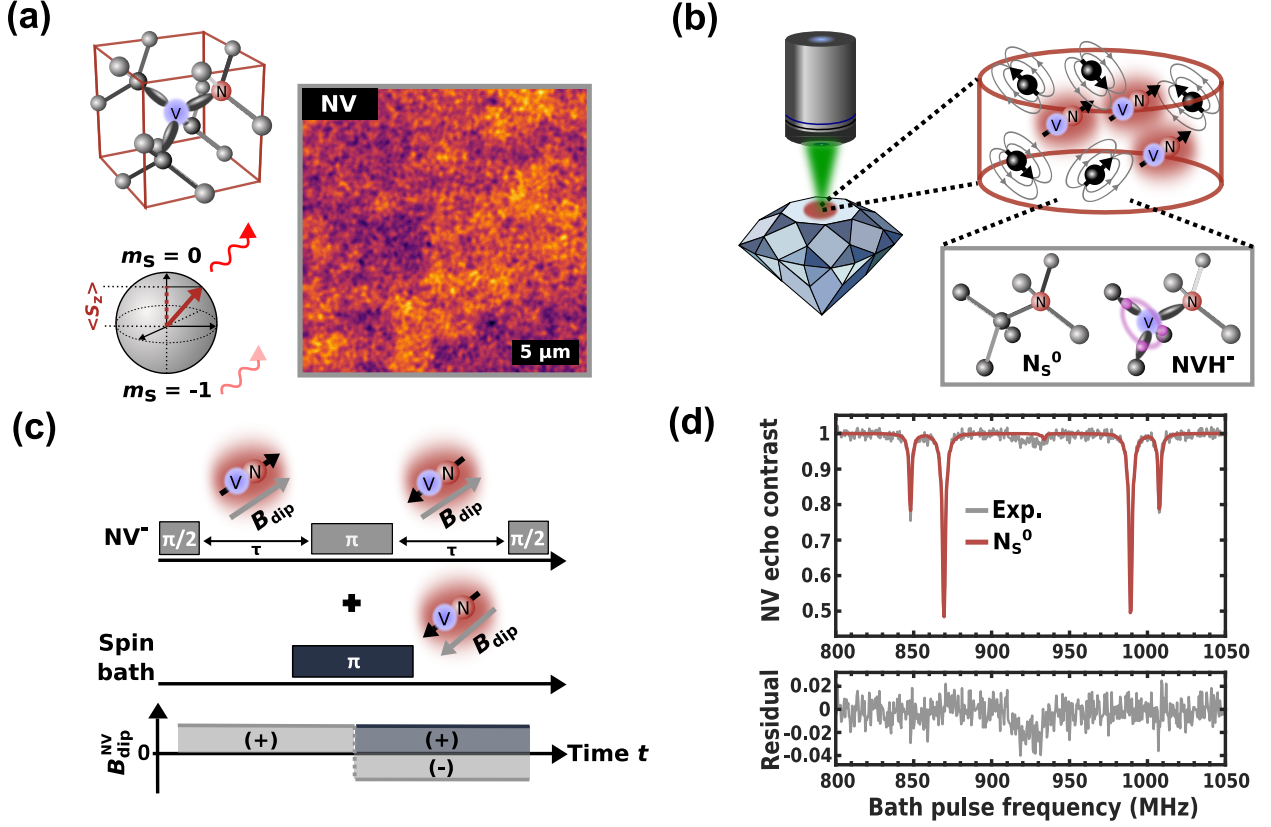 (a)
V
N
NV
5 μm
m_S = 0
<S_z>
m_S = -1
(b)
V N
V N
V N
N
N_S^0
N
V
NVH^-
(c)
V N
B_dip
V N
B_dip
NV^-
π/2
π
π/2
τ
τ
+
V N
B_dip
Spin
bath
π
B_dip^NV
0
(+)
(+)
(-)
Time t
(d)
NV echo contrast
1
0.9
0.8
0.7
0.6
0.5
Exp.
N_S^0
800 850 900 950 1000 1050
Residual
0.02
0
-0.02
-0.04
800 850 900 950 1000 1050
Bath pulse frequency (MHz)